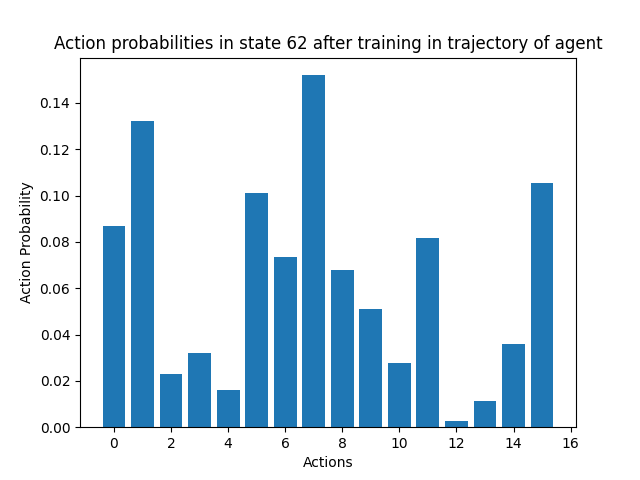 Action probabilities in state 62 after training in trajectory of agent
0.14
0.12
0.10
0.08
0.06
0.04
0.02
0.00
Action Probability
0 2 4 6 8 10 12 14 16
Actions